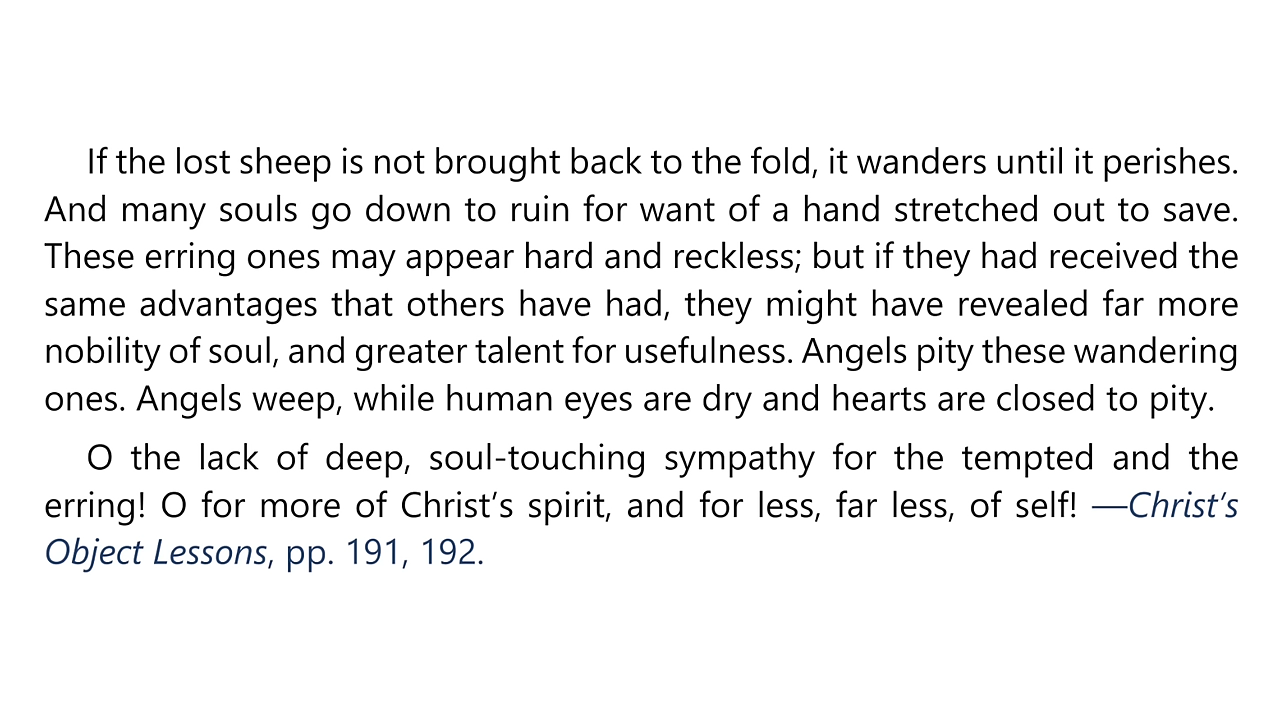 If the lost sheep is not brought back to the fold, it wanders until it perishes.
And many souls go down to ruin for want of a hand stretched out to save.
These erring ones may appear hard and reckless; but if they had received the
same advantages that others have had, they might have revealed far more
nobility of soul, and greater talent for usefulness. Angels pity these wandering
ones. Angels weep, while human eyes are dry and hearts are closed to pity.
O the lack of deep, soul-touching sympathy for the tempted and the
erring! O for more of Christ’s spirit, and for less, far less, of self! —Christ’s
Object Lessons, pp. 191, 192.